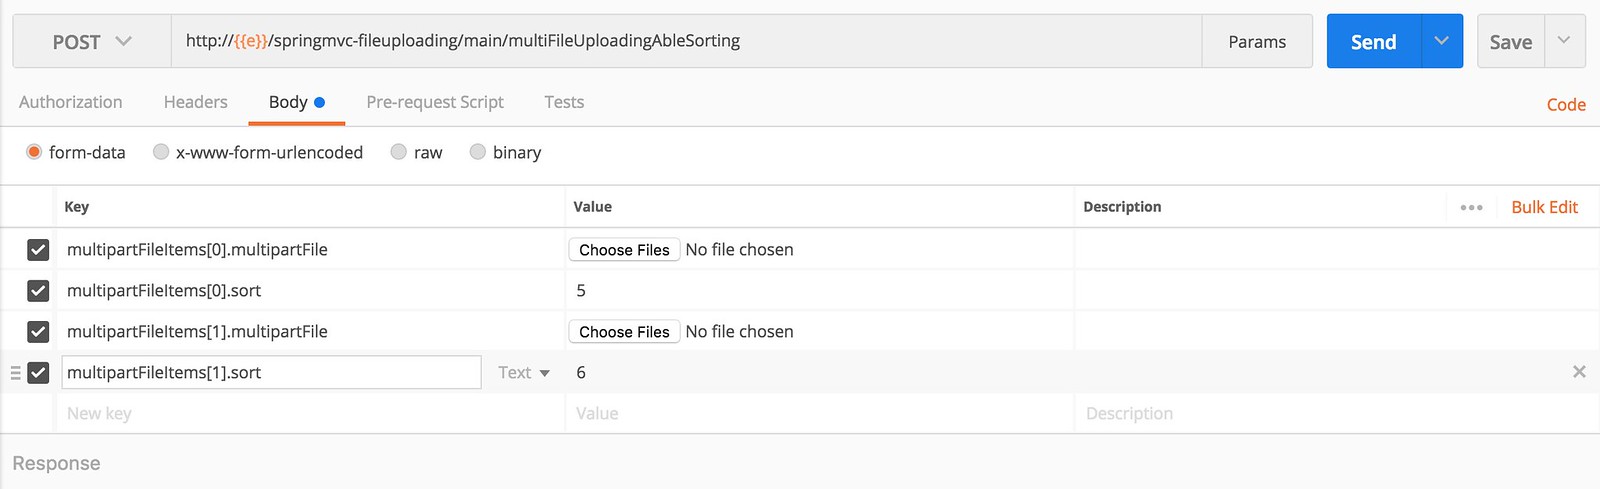 POST http://{{e}}/springmvc-fileuploading/main/multiFileUploadingAbleSorting Params Send Save
Authorization Headers Body Pre-request Script Tests Code
form-data x-www-form-urlencoded raw binary
Key Value Description ••• Bulk Edit
multipartFileItems[0].multipartFile Choose Files No file chosen
multipartFileItems[0].sort 5
multipartFileItems[1].multipartFile Choose Files No file chosen
multipartFileItems[1].sort Text 6
New key Value Description
Response